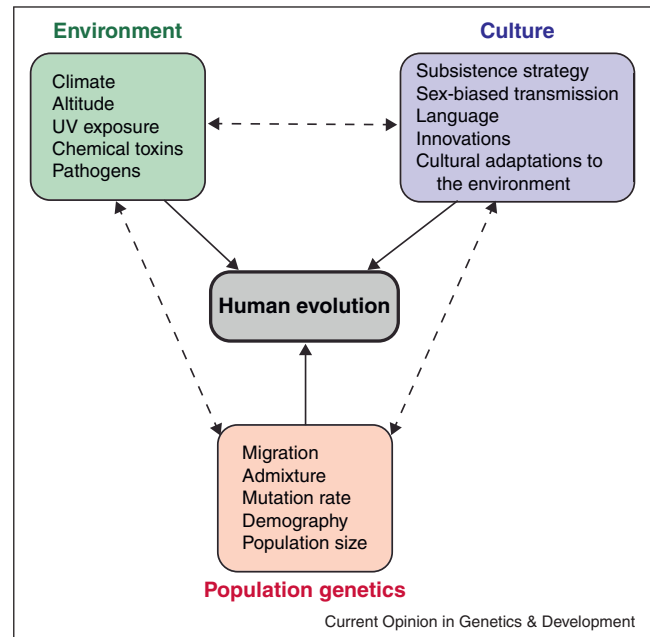 Environment
Climate
Altitude
UV exposure
Chemical toxins
Pathogens
Culture
Subsistence strategy
Sex-biased transmission
Language
Innovations
Cultural adaptations to
the environment
Human evolution
Migration
Admixture
Mutation rate
Demography
Population size
Population genetics
Current Opinion in Genetics & Development